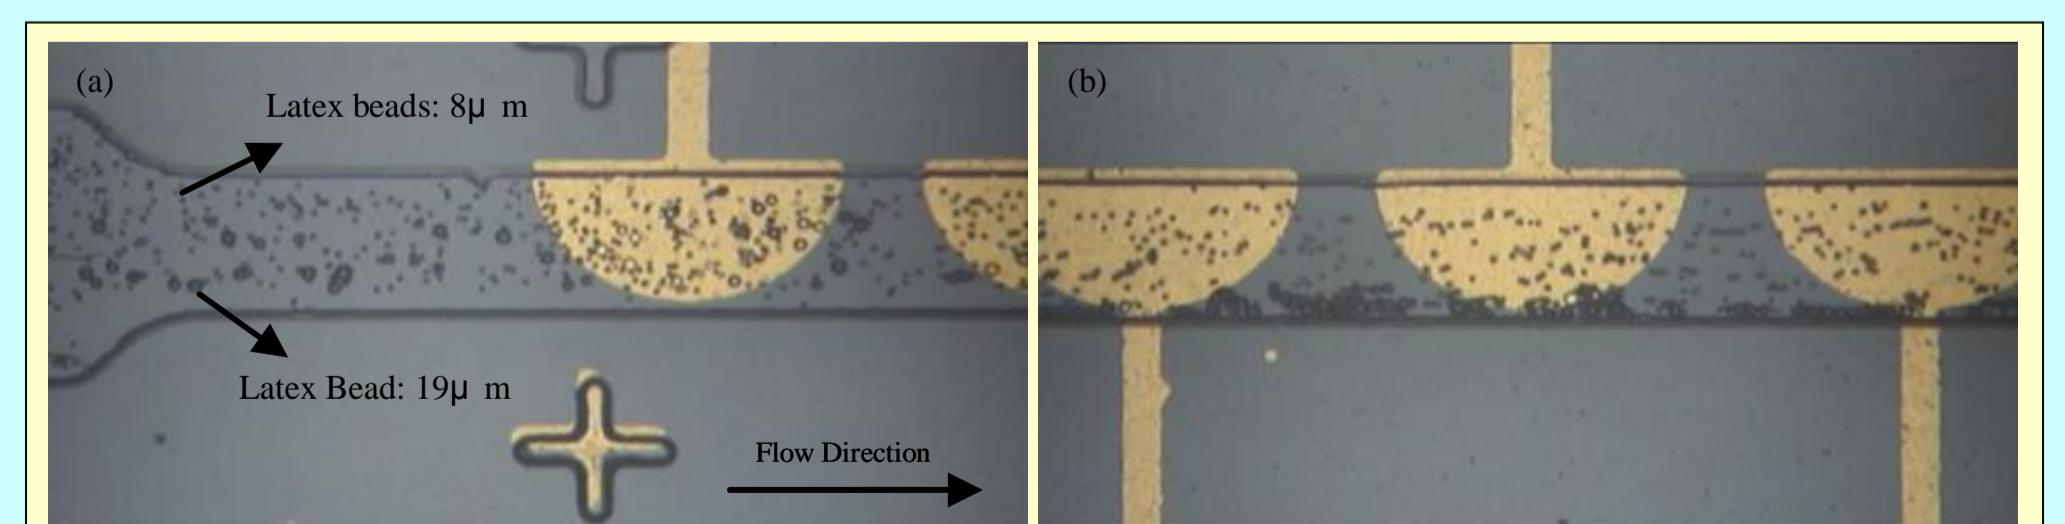 (a)
Latex beads: 8μ m
Latex Bead: 19μ m
Flow Direction
(b)